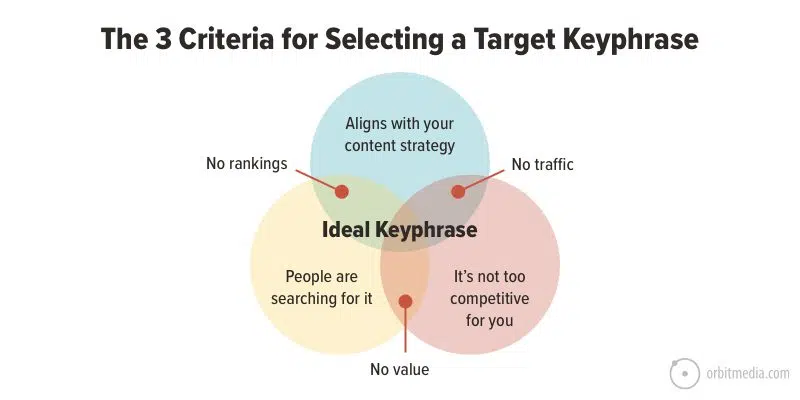 The 3 Criteria for Selecting a Target Keyphrase
Aligns with your
content strategy
No rankings
No traffic
Ideal Keyphrase
People are
searching for it
It's not too
competitive
for you
No value
orbitmedia.com